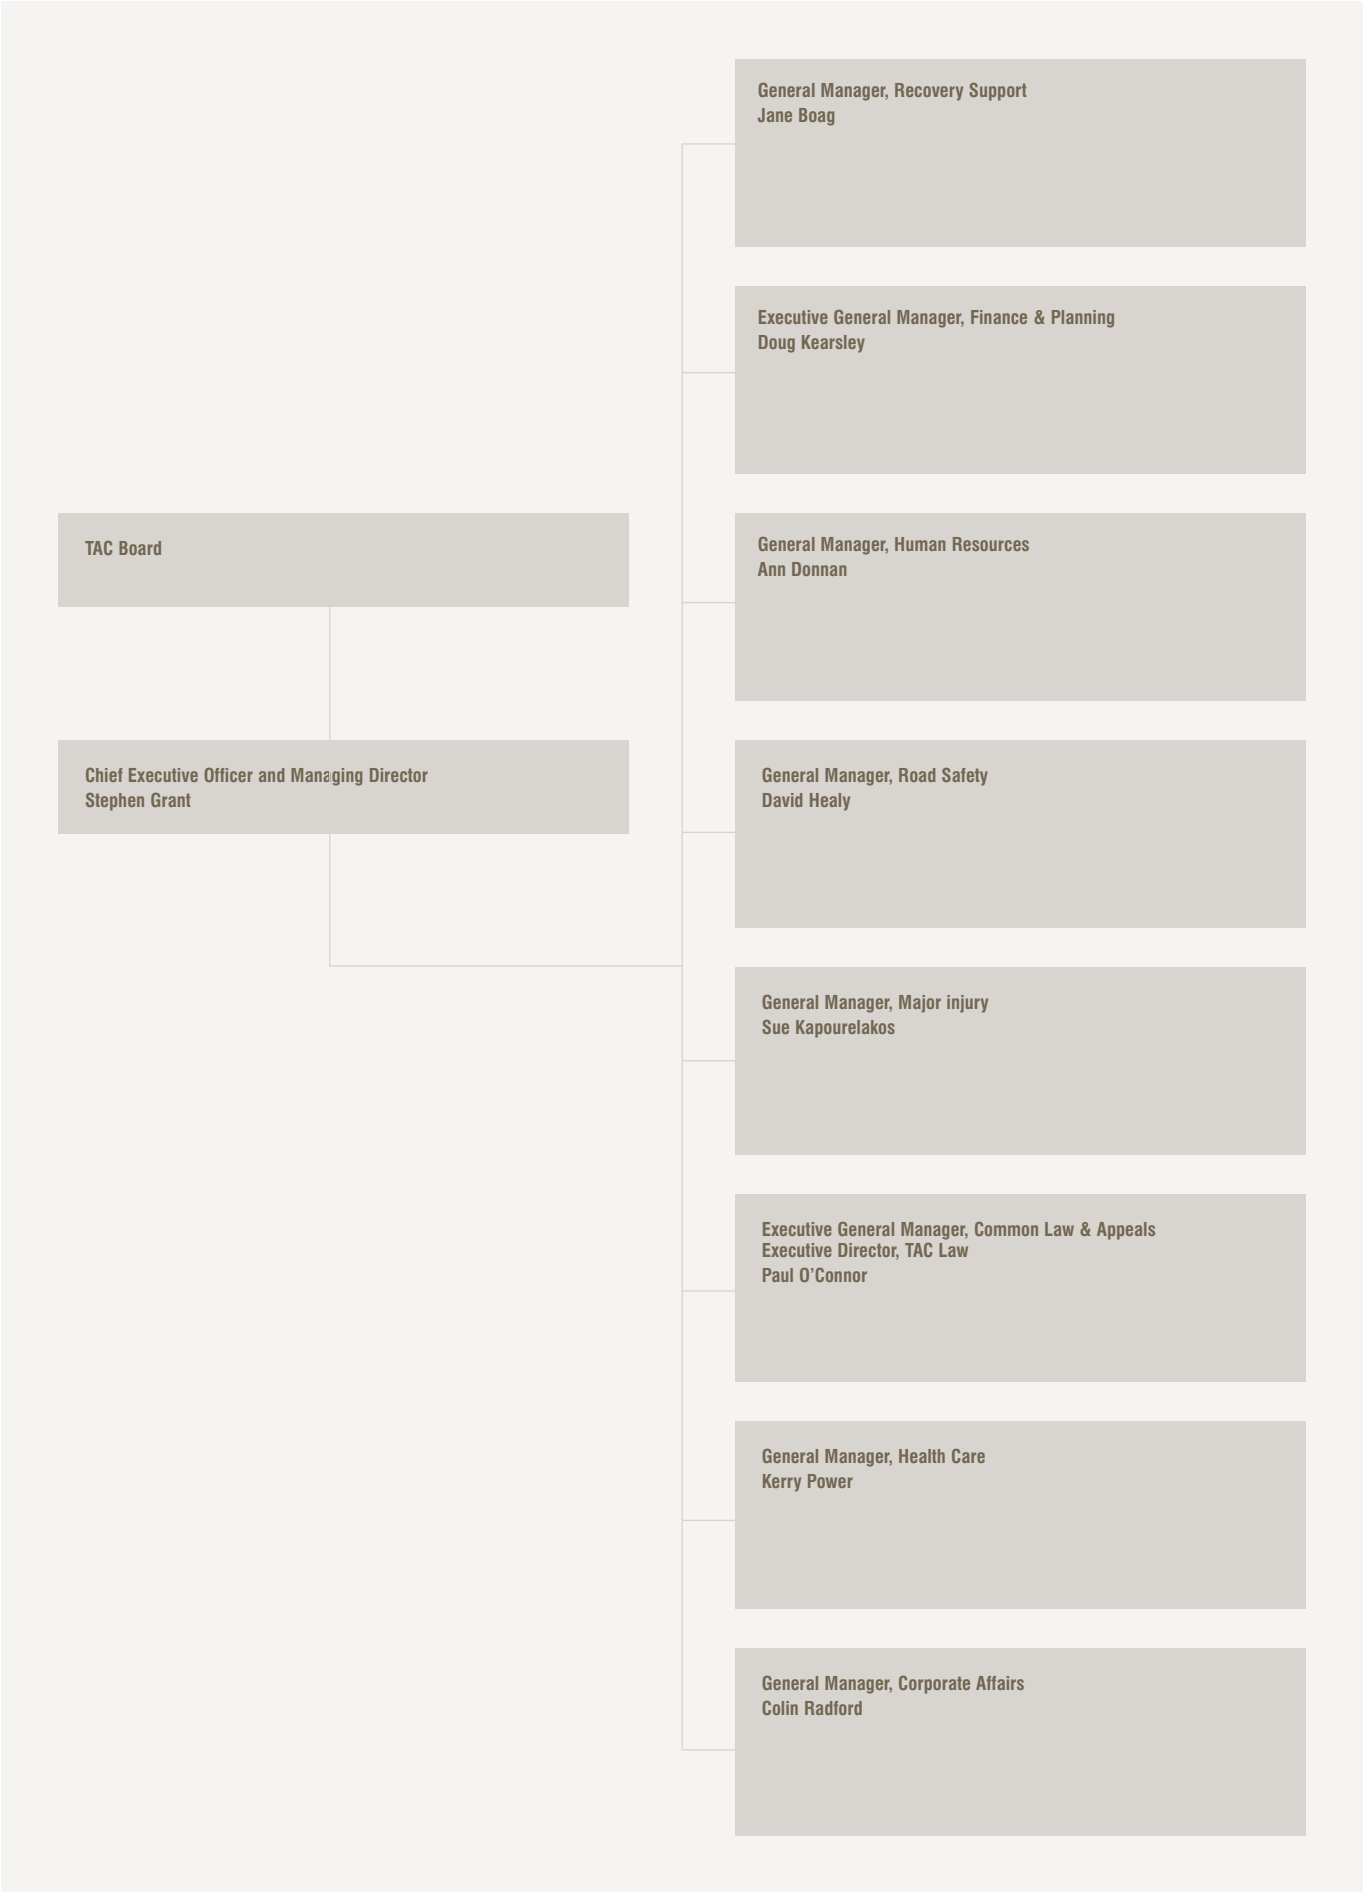 TAC Board
Chief Executive Officer and Managing Director
Stephen Grant
General Manager, Recovery Support
Jane Boag
Executive General Manager, Finance & Planning
Doug Kearsley
General Manager, Human Resources
Ann Donnan
General Manager, Road Safety
David Healy
General Manager, Major injury
Sue Kapourelakos
Executive General Manager, Common Law & Appeals
Executive Director, TAC Law
Paul O’Connor
General Manager, Health Care
Kerry Power
General Manager, Corporate Affairs
Colin Radford